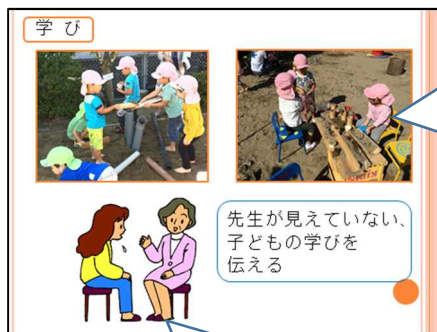 学 び
先生が見えていない、
子どもの学びを
伝える